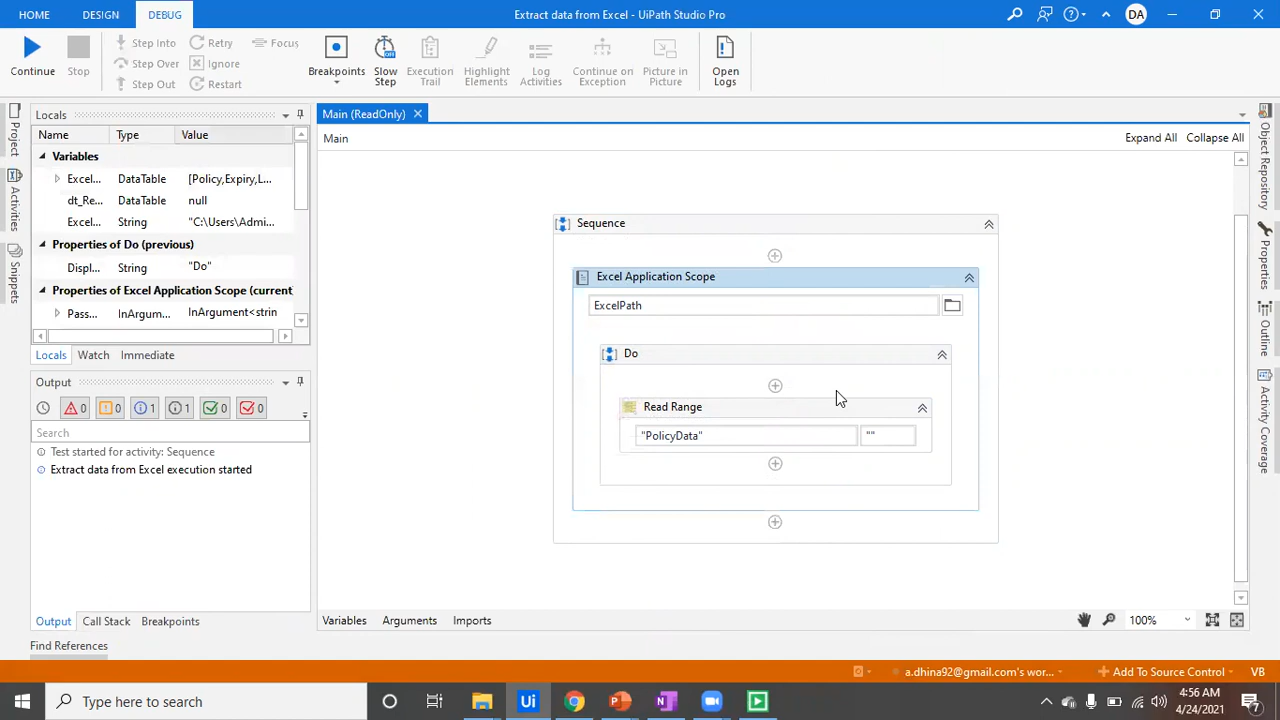 HOME DESIGN DEBUG Extract data from Excel - UiPath Studio Pro DA
Continue Stop Step Into Step Over Step Out Retry Ignore Restart Focus Breakpoints Slow Step Execution Trail Highlight Elements Log Activities Continue on Exception Picture in Picture Open Logs
Locals
Name Type Value
Variables
Excel... DataTable [Policy,Expiry,L...
dt_Re... DataTable null
Excel... String "C:\Users\Admi...
Properties of Do (previous)
Displ... String "Do"
Properties of Excel Application Scope (current
Pass... InArgum... InArgument<strin
Locals Watch Immediate
Output
0 0 1 1 0 0
Search
Test started for activity: Sequence
Extract data from Excel execution started
Output Call Stack Breakpoints
Find References
Project
Activities
Snippets
Main (ReadOnly)
Main Expand All Collapse All
Sequence
Excel Application Scope
ExcelPath
Do
Read Range
"PolicyData" ""
Variables Arguments Imports 100%
Object Repository
Properties
Outline
Activity Coverage
a.dhina92@gmail.com's wor... Add To Source Control VB
Type here to search
Ui
4:56 AM
4/24/2021
7